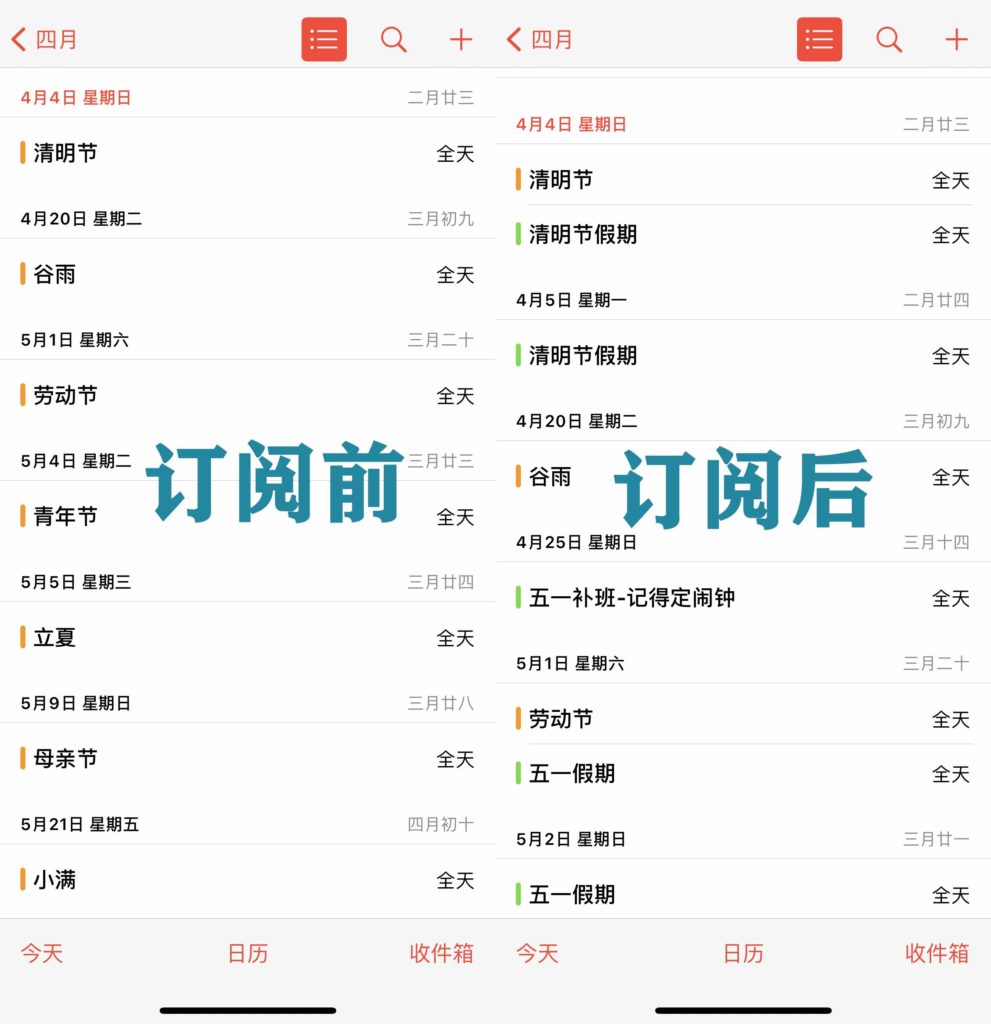 四月
4月4日 星期日 二月廿三
清明节 全天
4月20日 星期二 三月初九
谷雨 全天
5月1日 星期六 三月二十
劳动节 全天
5月4日 星期二 三月廿三
订阅前
青年节 全天
5月5日 星期三 三月廿四
立夏 全天
5月9日 星期日 三月廿八
母亲节 全天
5月21日 星期五 四月初十
小满 全天
今天 日历 收件箱
四月
4月4日 星期日 二月廿三
清明节 全天
清明节假期 全天
4月5日 星期一 二月廿四
清明节假期 全天
4月20日 星期二 三月初九
谷雨 全天
订阅后
4月25日 星期日 三月十四
五一补班-记得定闹钟 全天
5月1日 星期六 三月二十
劳动节 全天
五一假期 全天
5月2日 星期日 三月廿一
五一假期 全天
今天 日历 收件箱